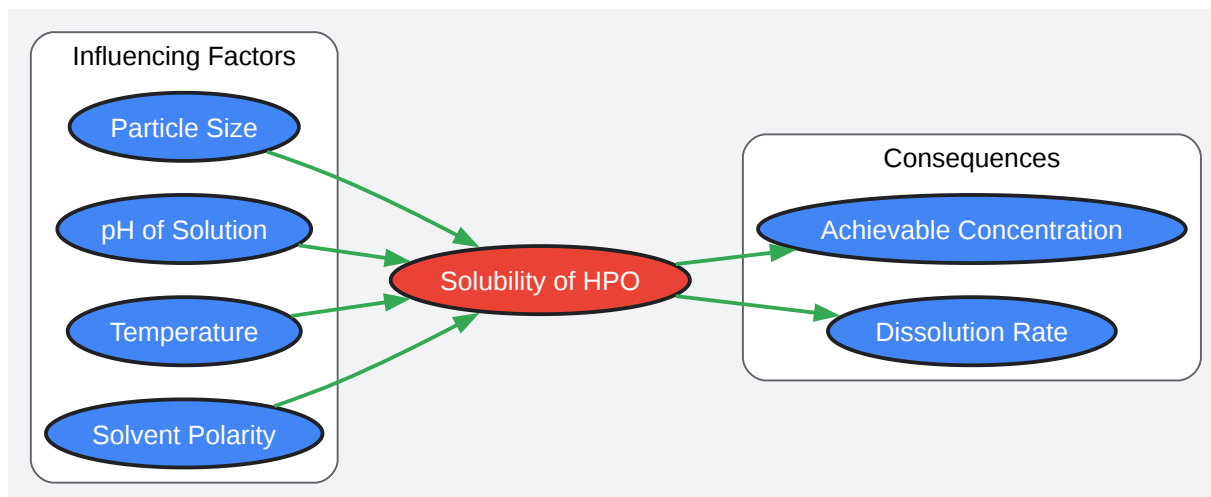 Influencing Factors
Particle Size
pH of Solution
Temperature
Solvent Polarity
Solubility of HPO
Consequences
Achievable Concentration
Dissolution Rate